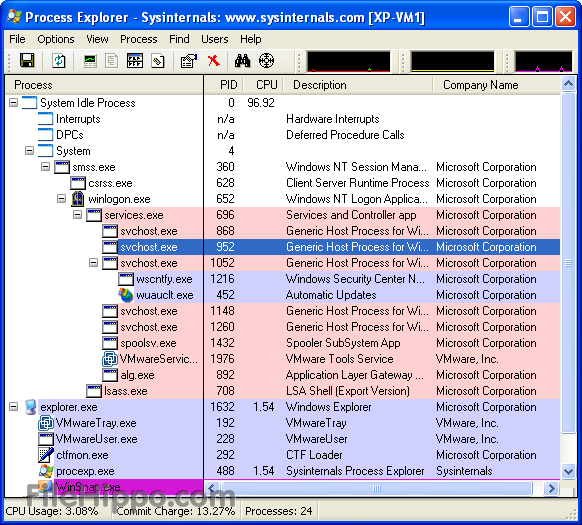 Process Explorer - Sysinternals: www.sysinternals.com [XP-VM1]
File Options View Process Find Users Help
Process PID CPU Description Company Name
System Idle Process 0 96.92
Interrupts n/a Hardware Interrupts
DPCs n/a Deferred Procedure Calls
System 4
smss.exe 360 Windows NT Session Mana... Microsoft Corporation
csrss.exe 628 Client Server Runtime Process Microsoft Corporation
winlogon.exe 652 Windows NT Logon Applica... Microsoft Corporation
services.exe 696 Services and Controller app Microsoft Corporation
svchost.exe 868 Generic Host Process for Wi... Microsoft Corporation
svchost.exe 952 Generic Host Process for Wi... Microsoft Corporation
svchost.exe 1052 Generic Host Process for Wi... Microsoft Corporation
wscntfy.exe 1216 Windows Security Center N... Microsoft Corporation
wuauclt.exe 452 Automatic Updates Microsoft Corporation
svchost.exe 1148 Generic Host Process for Wi... Microsoft Corporation
svchost.exe 1260 Generic Host Process for Wi... Microsoft Corporation
spoolsv.exe 1432 Spooler SubSystem App Microsoft Corporation
VMwareServic... 1976 VMware Tools Service VMware, Inc.
alg.exe 892 Application Layer Gateway ... Microsoft Corporation
lsass.exe 708 LSA Shell (Export Version) Microsoft Corporation
explorer.exe 1632 1.54 Windows Explorer Microsoft Corporation
VMwareTray.exe 192 VMwareTray VMware, Inc.
VMwareUser.exe 228 VMwareUser VMware, Inc.
ctfmon.exe 292 CTF Loader Microsoft Corporation
procexp.exe 488 1.54 Sysinternals Process Explorer Sysinternals
WinSnap.exe
FileHippo.com
CPU Usage: 3.08% Commit Charge: 13.27% Processes: 24